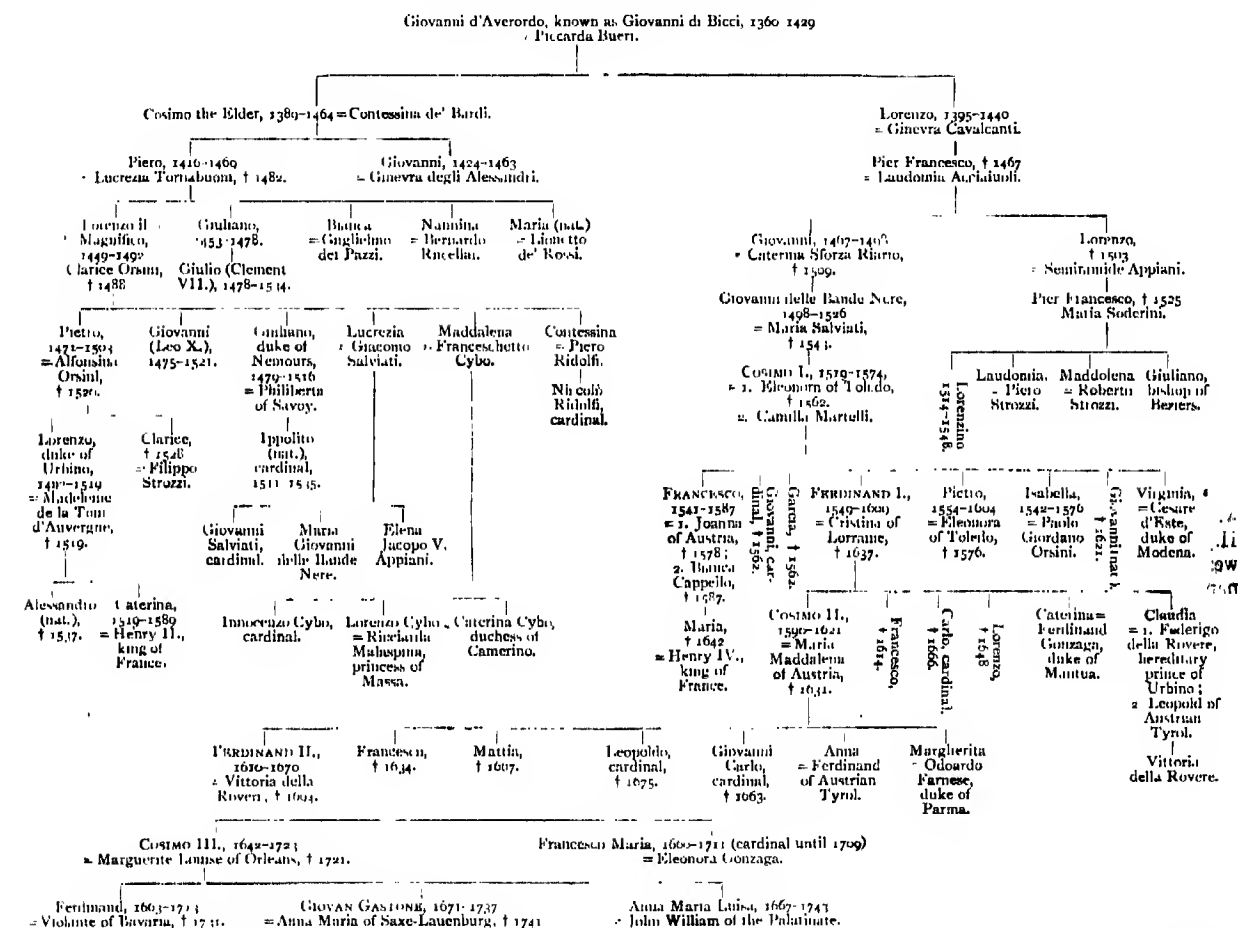 Giovanni d'Averordo, known as Giovanni di Bicci, 1360 1429
Piccarda Bueri.
Cosimo the Elder, 1389-1464 = Contessina de' Bardi.
Lorenzo, 1395-1440
= Ginevra Cavalcanti.
Piero, 1416-1469
Lucrezia Tornabuoni, † 1482.
Giovanni, 1424-1463
= Ginevra degli Alessandri.
Pier Francesco, † 1467
= Laudomia Acciaiuoli.
Lorenzo il
Magnifico,
1449-1492
Clarice Orsini,
† 1488
Giuliano,
1453-1478.
Giulio (Clement
VII.), 1478-1534.
Bianca
= Guglielmo
dei Pazzi.
Nannina
= Bernardo
Rucellai.
Maria (nat.)
= Lionetto
de' Rossi.
Giovanni, 1467-1498
Caterina Sforza Riario,
† 1509.
Lorenzo,
† 1503
= Semiramide Appiani.
Giovanni delle Bande Nere,
1498-1526
= Maria Salviati,
† 1543.
Pier Francesco, † 1525
Maria Soderini.
Pietro,
1471-1503
= Alfonsina
Orsini,
† 1520.
Giovanni
(Leo X.),
1475-1521.
Giuliano,
duke of
Nemours,
1479-1516
= Philiberta
of Savoy.
Ippolito
(nat.),
cardinal,
1511 1535.
Lucrezia
Giacomo
Salviati.
Maddalena
Franceschetto
Cybo.
Contessina
= Piero
Ridolfi.
Niccolò
Ridolfi,
cardinal.
Cosimo I., 1519-1574,
= 1. Eleonora of Toledo,
† 1562.
2. Camilla Martelli.
Lorenzino
1514-1548.
Laudomia.
Piero
Strozzi.
Maddolena
= Roberto
Strozzi.
Giuliano,
bishop of
Beziers.
Lorenzo,
duke of
Urbino,
1492-1519
= Madeleine
de la Tour
d'Auvergne,
† 1519.
Clarice,
† 1528
= Filippo
Strozzi.
Giovanni
Salviati,
cardinal.
Maria
Giovanni
delle Bande
Nere.
Elena
Jacopo V.
Appiani.
Francesco,
1541-1587
= 1. Joanna
of Austria,
† 1578;
2. Bianca
Cappello,
† 1587.
Giovanni, car-
dinal, † 1562.
Garcia, † 1562.
Ferdinand I.,
1549-1609
= Cristina of
Lorraine,
† 1637.
Pietro,
1554-1604
= Eleonora
of Toledo,
† 1576.
Isabella,
1542-1576
= Paolo
Giordano
Orsini.
Giovanni nat
† 1621.
Virginia,
= Cesare
d'Este,
duke of
Modena.
Alessandro
(nat.),
† 1537.
Caterina,
1519-1589
= Henry II.,
king of
France.
Innocenzo Cybo,
cardinal.
Lorenzo Cybo
= Ricciarda
Malaspina,
princess of
Massa.
Caterina Cybo,
duchess of
Camerino.
Maria,
† 1642
= Henry IV.,
king of
France.
Cosimo II.,
1590-1621
= Maria
Maddalena
of Austria,
† 1631.
Francesco,
† 1614.
Carlo, cardinal.
† 1666.
Lorenzo,
† 1648
Caterina =
Ferdinand
Gonzaga,
duke of
Mantua.
Claudia
= 1. Federigo
della Rovere,
hereditary
prince of
Urbino;
2 Leopold of
Austrian
Tyrol.
Vittoria
della Rovere.
Ferdinand II.,
1610-1670
Vittoria della
Rovere, † 1694.
Francesco,
† 1634.
Mattia,
† 1667.
Leopoldo,
cardinal,
† 1675.
Giovanni
Carlo,
cardinal,
† 1663.
Anna
= Ferdinand
of Austrian
Tyrol.
Margherita
Odoardo
Farnese,
duke of
Parma.
Cosimo III., 1642-1723
Marguerite Louise of Orleans, † 1721.
Francesco Maria, 1660-1711 (cardinal until 1709)
= Eleonora Gonzaga.
Ferdinand, 1663-1713
= Violante of Bavaria, † 1731.
Giovan Gastone, 1671-1737
= Anna Maria of Saxe-Lauenburg, † 1741
Anna Maria Luisa, 1667-1743
John William of the Palatinate.